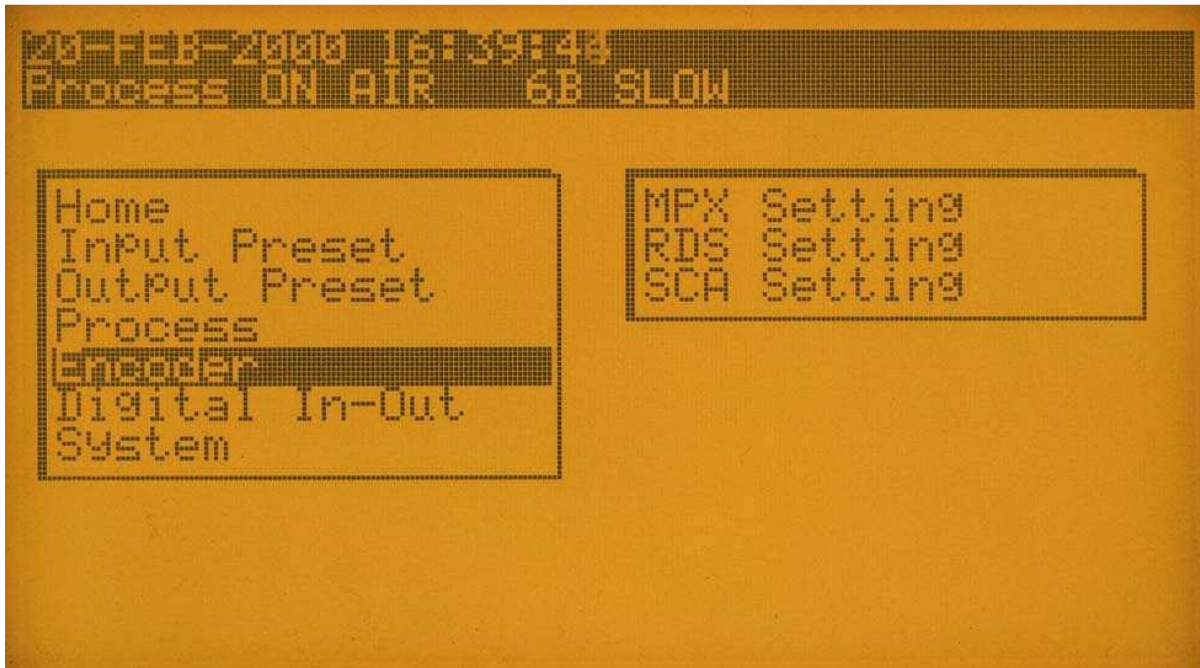 20-FEB-2000 16:39:44
Process ON AIR 6B SLOW
Home
Input Preset
Output Preset
Process
Encoder
Digital In-Out
System
MPX Setting
RDS Setting
SCA Setting